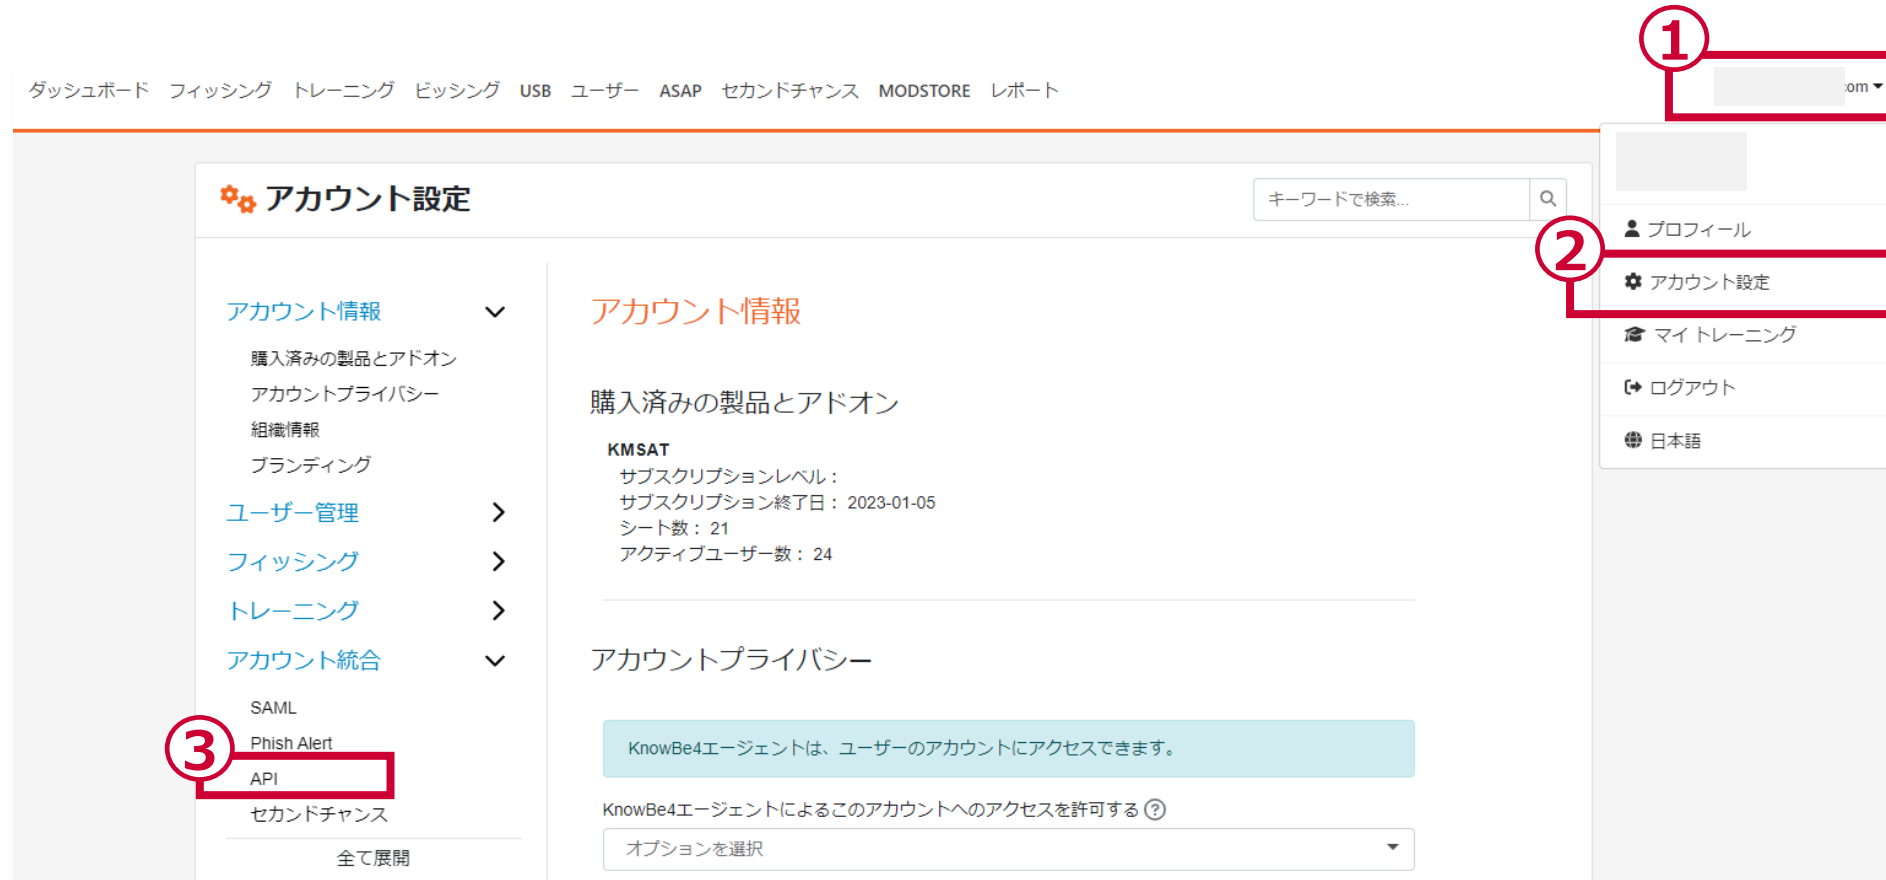 ①
ダッシュボード フィッシング トレーニング ビッシング USB ユーザー ASAP セカンドチャンス MODSTORE レポート
com
アカウント設定
キーワードで検索...
プロフィール
②
アカウント設定
マイ トレーニング
ログアウト
日本語
アカウント情報
購入済みの製品とアドオン
アカウントプライバシー
組織情報
ブランディング
ユーザー管理
フィッシング
トレーニング
アカウント統合
SAML
Phish Alert
③
API
セカンドチャンス
全て展開
アカウント情報
購入済みの製品とアドオン
KMSAT
サブスクリプションレベル：
サブスクリプション終了日： 2023-01-05
シート数： 21
アクティブユーザー数： 24
アカウントプライバシー
KnowBe4エージェントは、ユーザーのアカウントにアクセスできます。
KnowBe4エージェントによるこのアカウントへのアクセスを許可する ?
オプションを選択